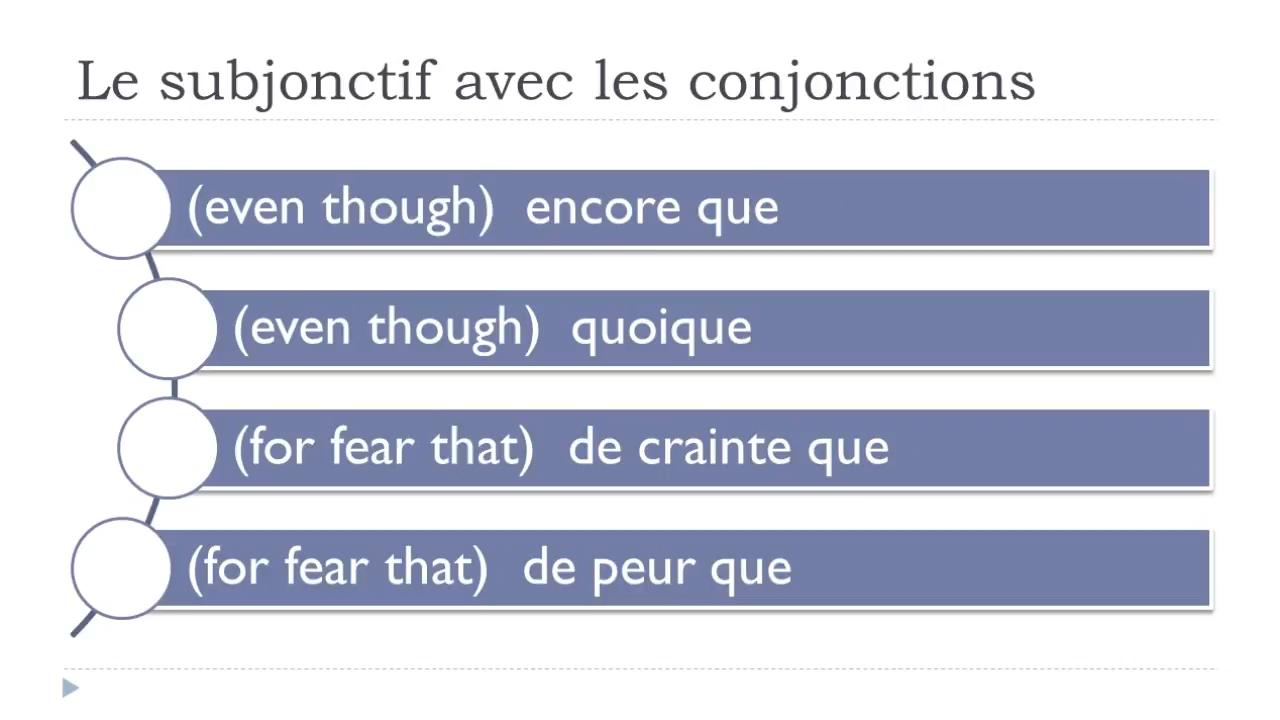 Le subjonctif avec les conjonctions
(even though) encore que
(even though) quoique
(for fear that) de crainte que
(for fear that) de peur que